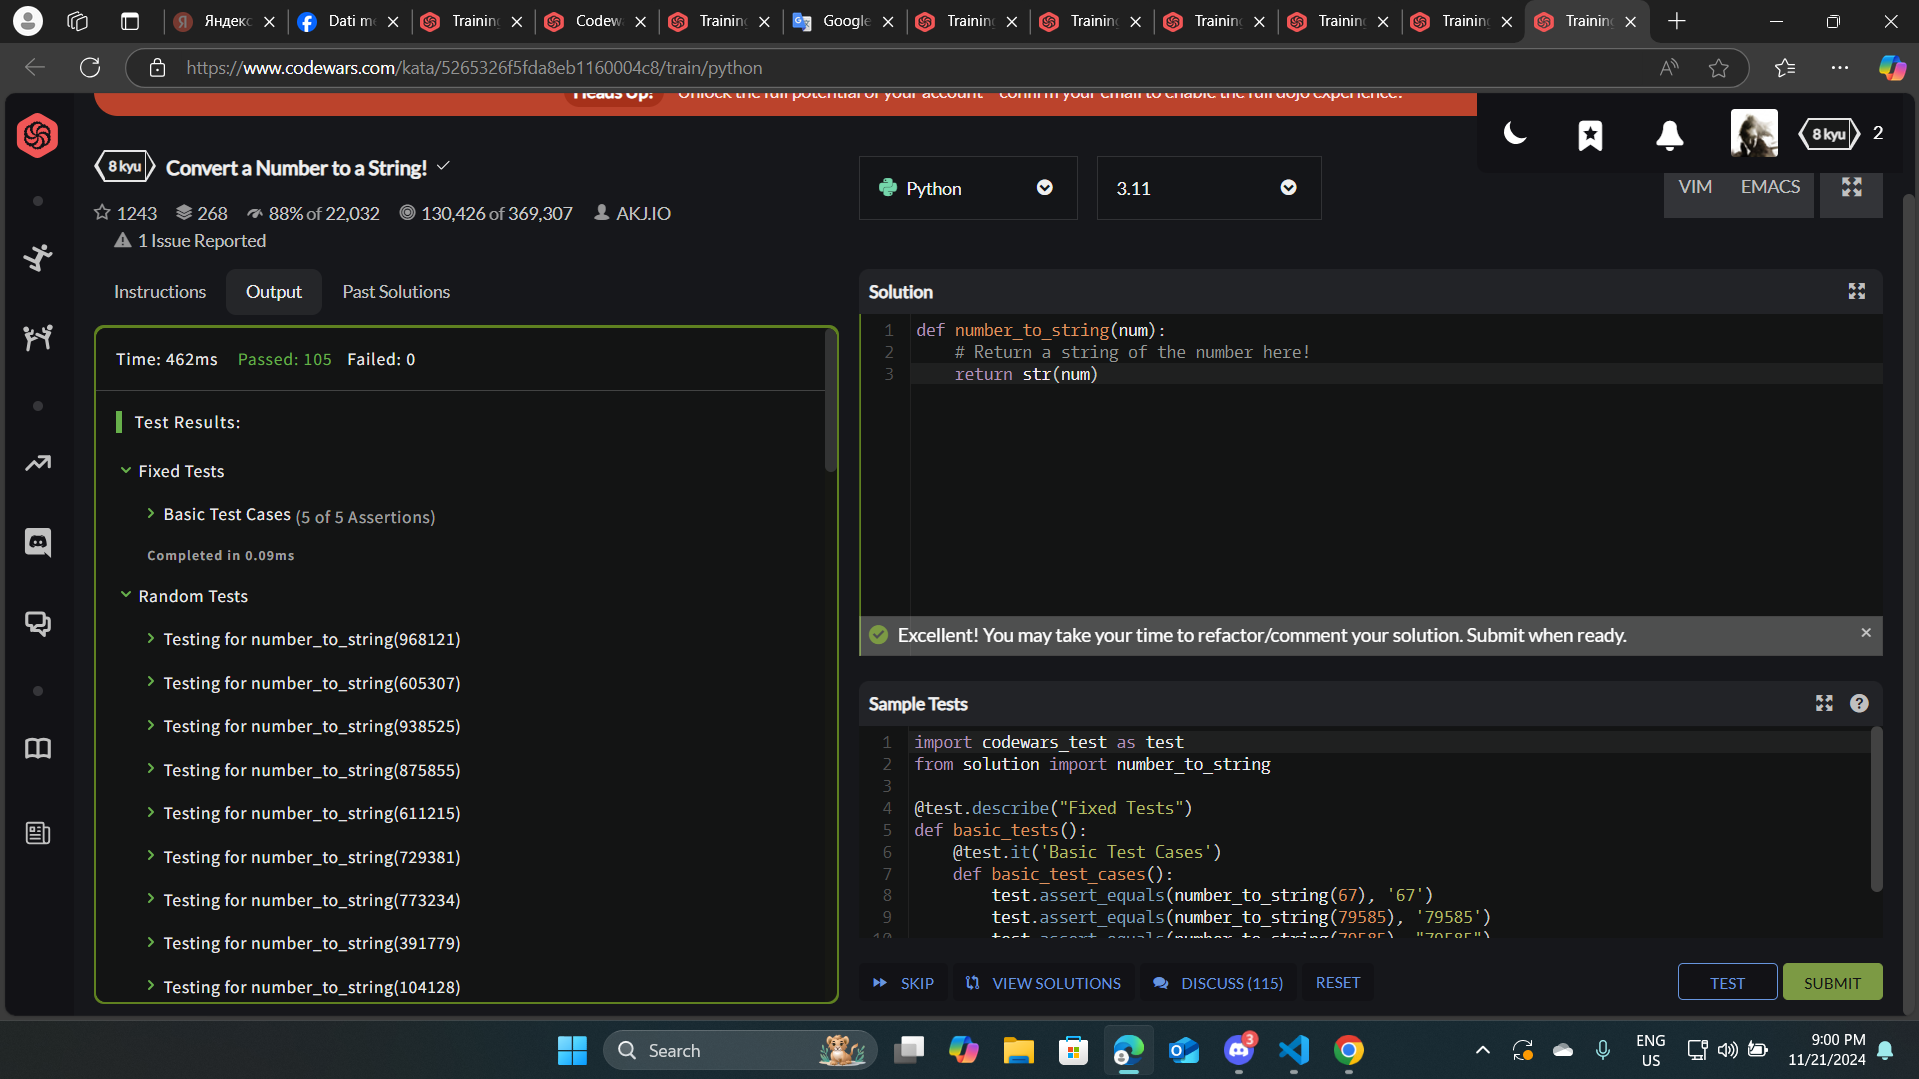 Яндекс
Dati me
Training
Codewa
Training
Google
Training
Training
Training
Training
Training
Training
https://www.codewars.com/kata/5265326f5fda8eb1160004c8/train/python
Heads Up! Unlock the full potential of your account - confirm your email to enable the full dojo experience.
8 kyu 2
8 kyu Convert a Number to a String!
1243 268 88% of 22,032 130,426 of 369,307 AKJ.IO
1 Issue Reported
Python
3.11
VIM EMACS
Instructions Output Past Solutions
Time: 462ms Passed: 105 Failed: 0
Test Results:
Fixed Tests
Basic Test Cases (5 of 5 Assertions)
Completed in 0.09ms
Random Tests
Testing for number_to_string(968121)
Testing for number_to_string(605307)
Testing for number_to_string(938525)
Testing for number_to_string(875855)
Testing for number_to_string(611215)
Testing for number_to_string(729381)
Testing for number_to_string(773234)
Testing for number_to_string(391779)
Testing for number_to_string(104128)
Solution
1 def number_to_string(num):
2 # Return a string of the number here!
3 return str(num)
Excellent! You may take your time to refactor/comment your solution. Submit when ready.
Sample Tests
1 import codewars_test as test
2 from solution import number_to_string
3
4 @test.describe("Fixed Tests")
5 def basic_tests():
6 @test.it('Basic Test Cases')
7 def basic_test_cases():
8 test.assert_equals(number_to_string(67), '67')
9 test.assert_equals(number_to_string(79585), '79585')
10 test.assert_equals(number_to_string(79585), "79585")
SKIP VIEW SOLUTIONS DISCUSS (115) RESET TEST SUBMIT
Search
3
ENG
US
9:00 PM
11/21/2024